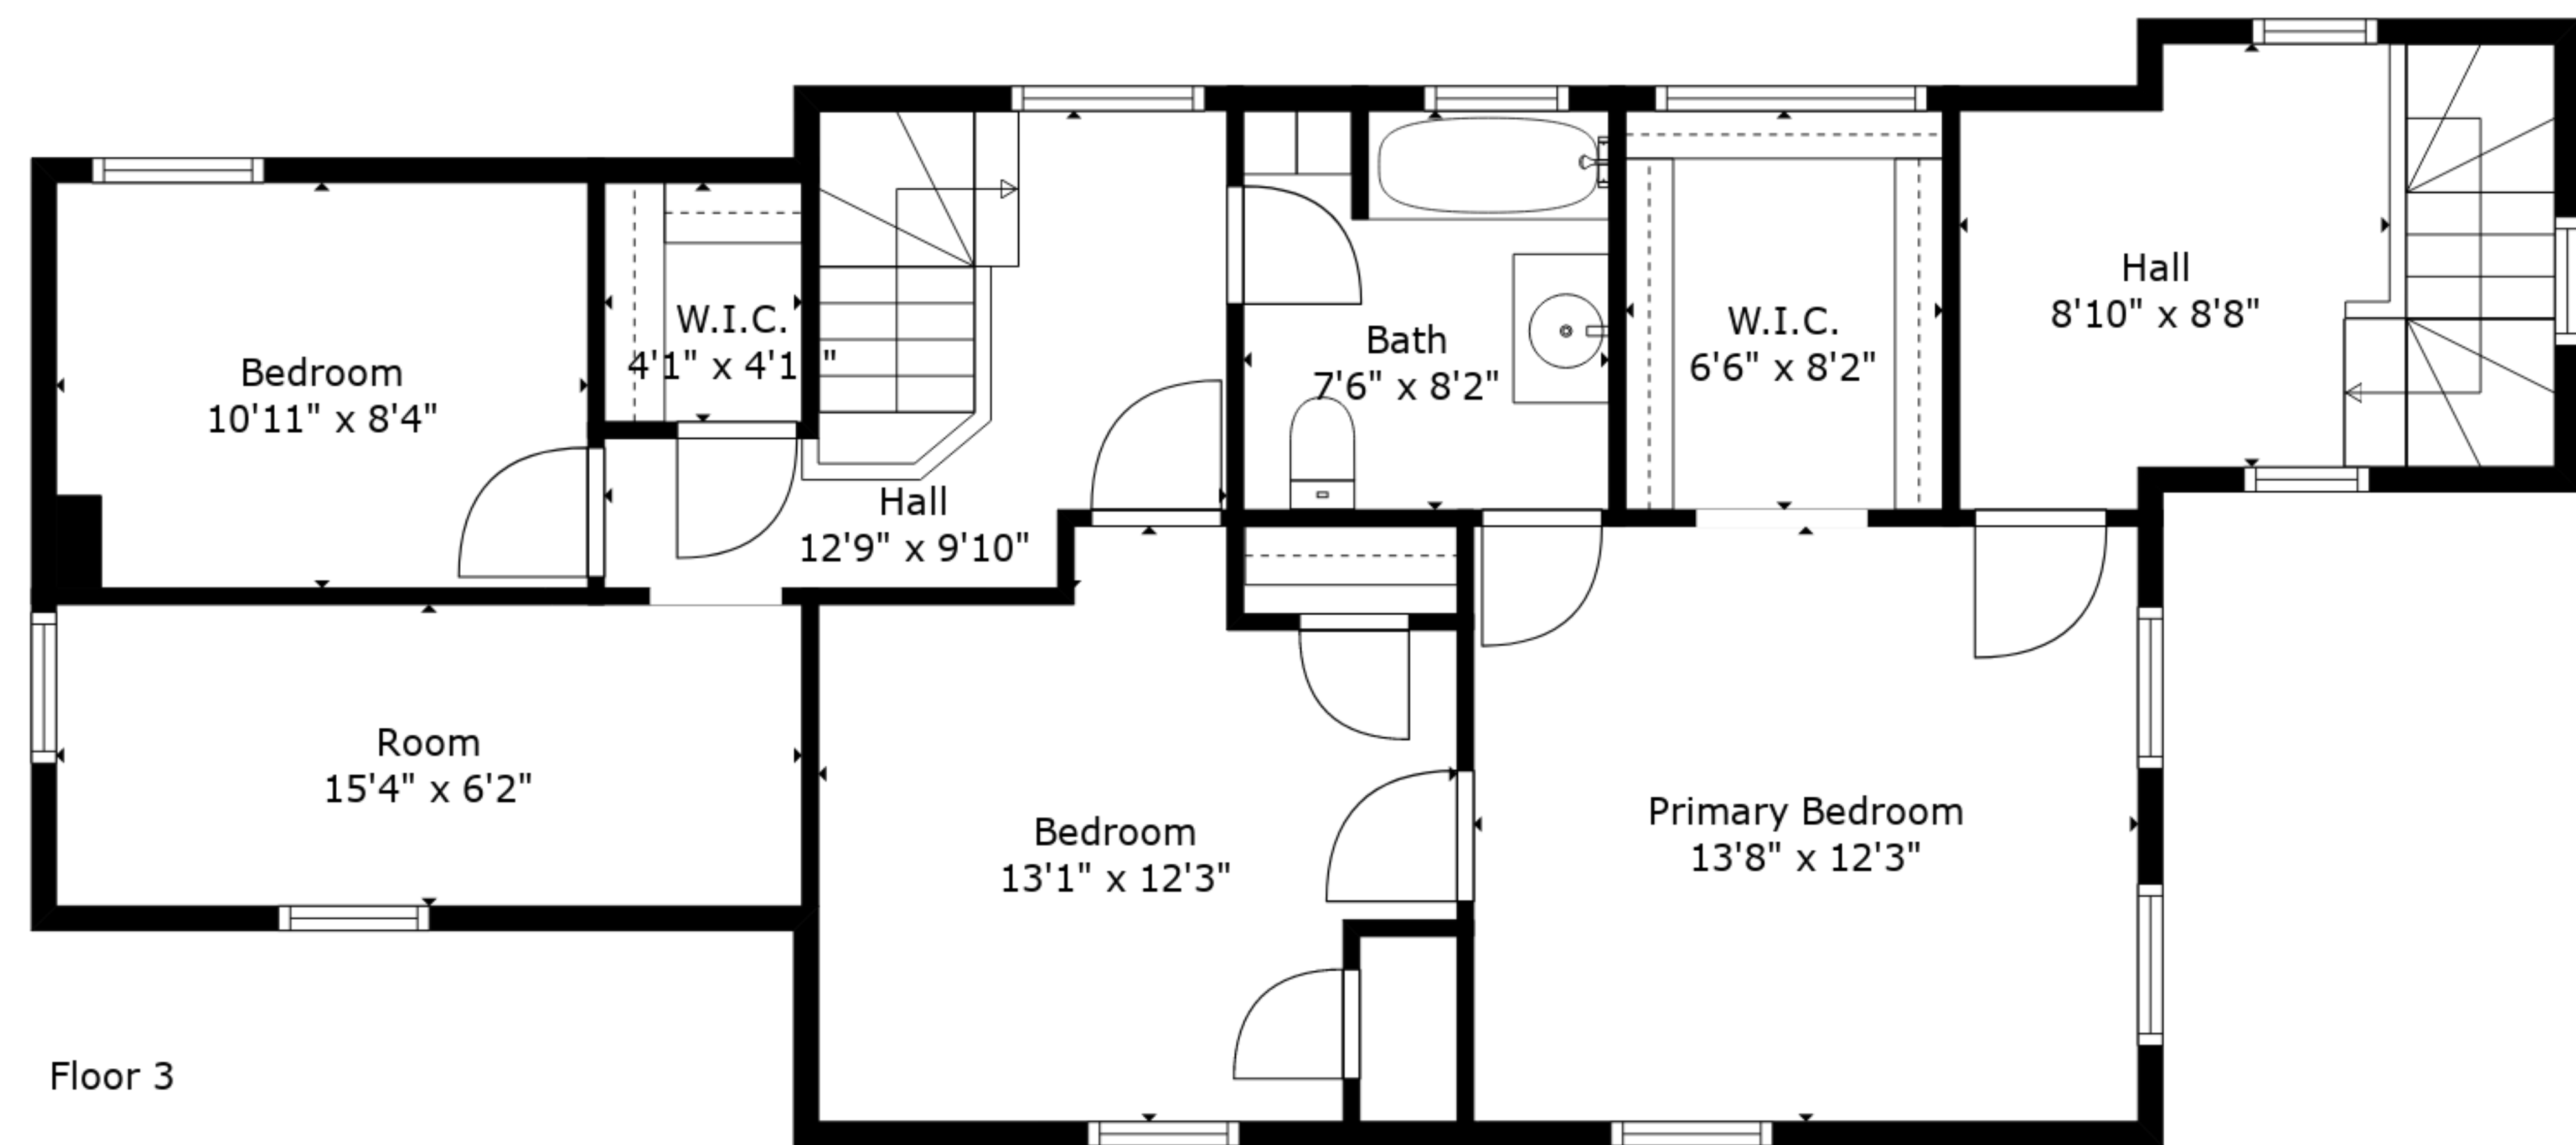 Hall
8'10" x 8'8"
W.I.C.
4'1" x 4'1 "
Bath
7'6" x 8'2"
W.I.C.
6'6" x 8'2"
Bedroom
10'11" x 8'4"
Hall
12'9" x 9'10"
Room
15'4" x 6'2"
Bedroom
13'1" x 12'3"
Primary Bedroom
13'8" x 12'3"
Floor 3